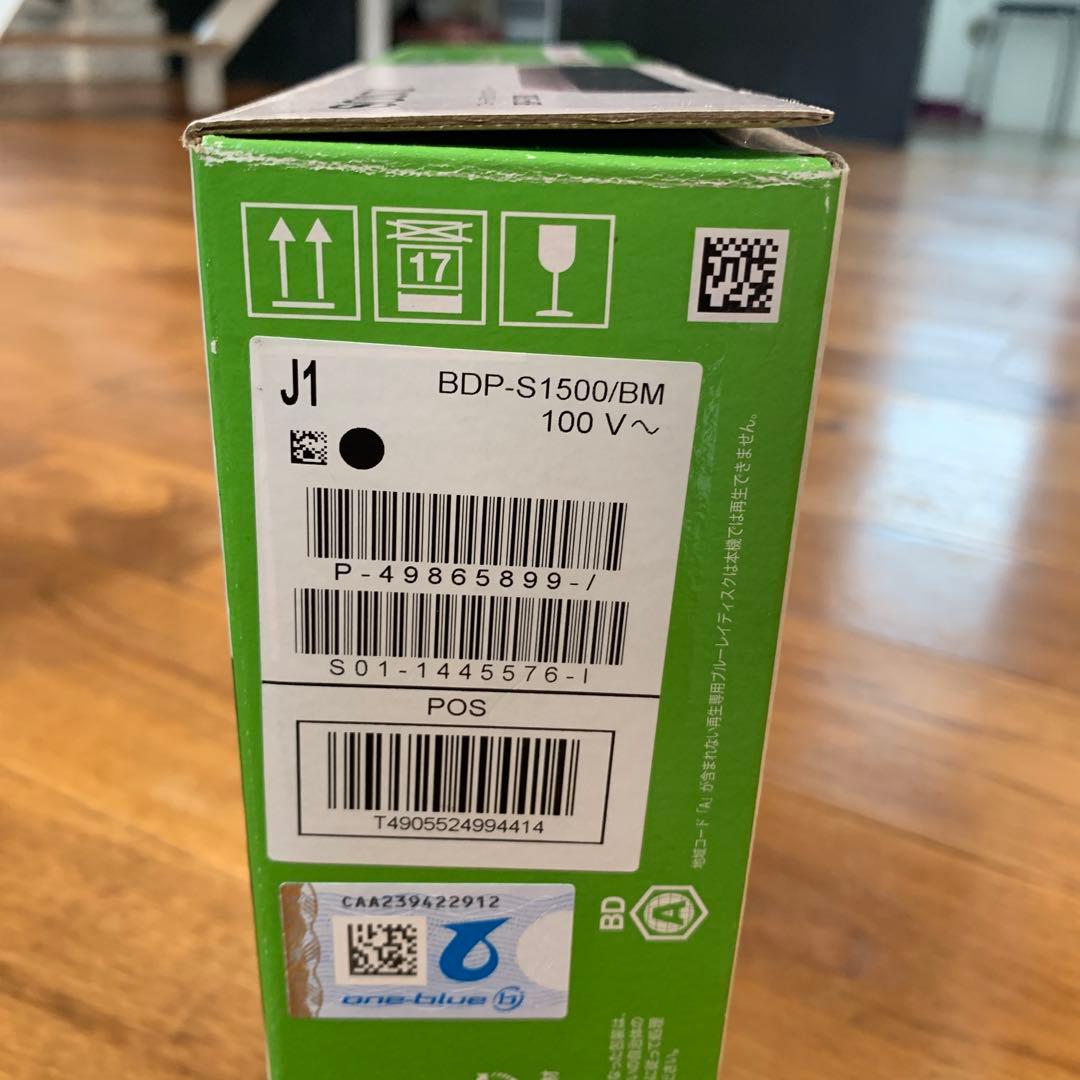 17
J1
BDP-S1500/BM
100 V～
P-49865899-/
S01-1445576-I
POS
T4905524994414
地域コード「A」が含まれない再生専用ブルーレイディスクは本機では再生できません。
CAA239422912
one-blue b
BD
A